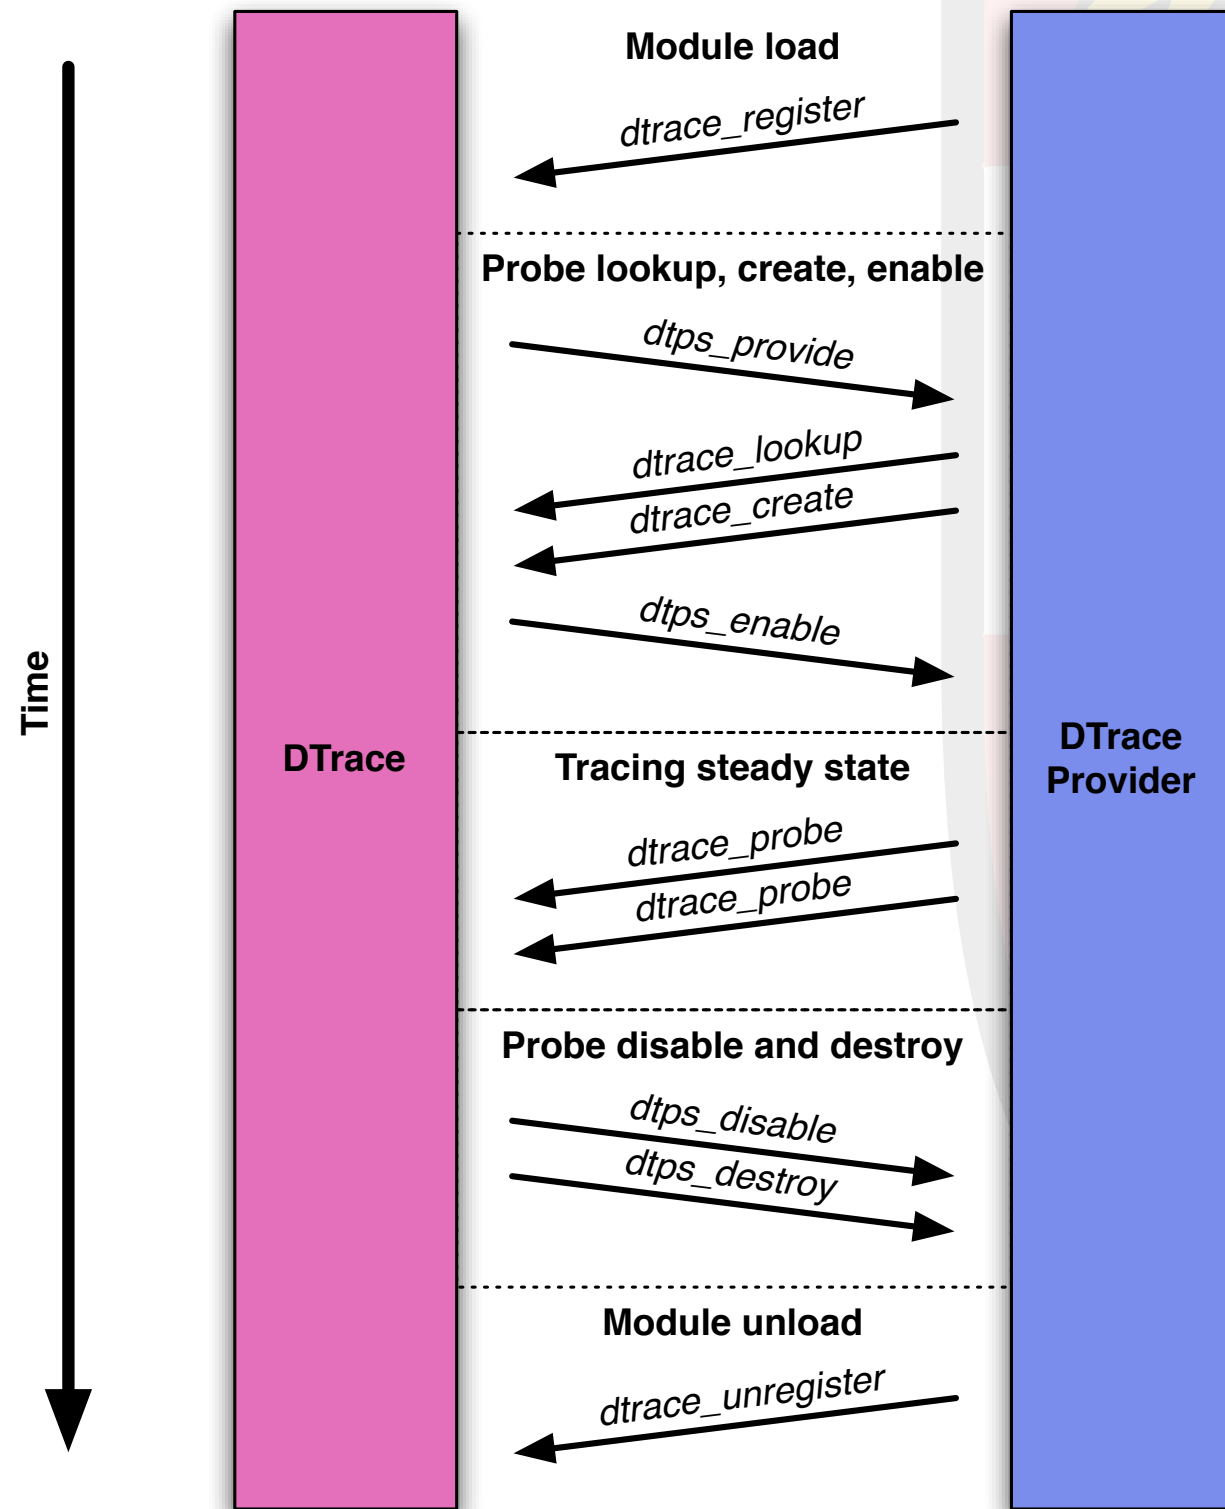 Module load
dtrace_register
Probe lookup, create, enable
dtps_provide
dtrace_lookup
dtrace_create
dtps_enable
Time
DTrace
DTrace
Provider
Tracing steady state
dtrace_probe
dtrace_probe
Probe disable and destroy
dtps_disable
dtps_destroy
Module unload
dtrace_unregister